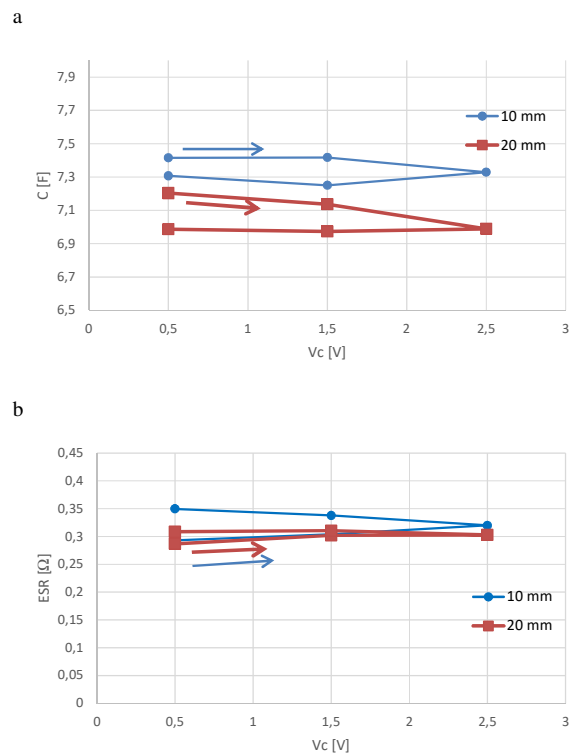 a
7,9
7,7
7,5
7,3
7,1
6,9
6,7
6,5
C [F]
0 0,5 1 1,5 2 2,5 3
Vc [V]
10 mm
20 mm
b
0,45
0,4
0,35
0,3
0,25
0,2
0,15
0,1
0,05
0
ESR [Ω]
0 0,5 1 1,5 2 2,5 3
Vc [V]
10 mm
20 mm